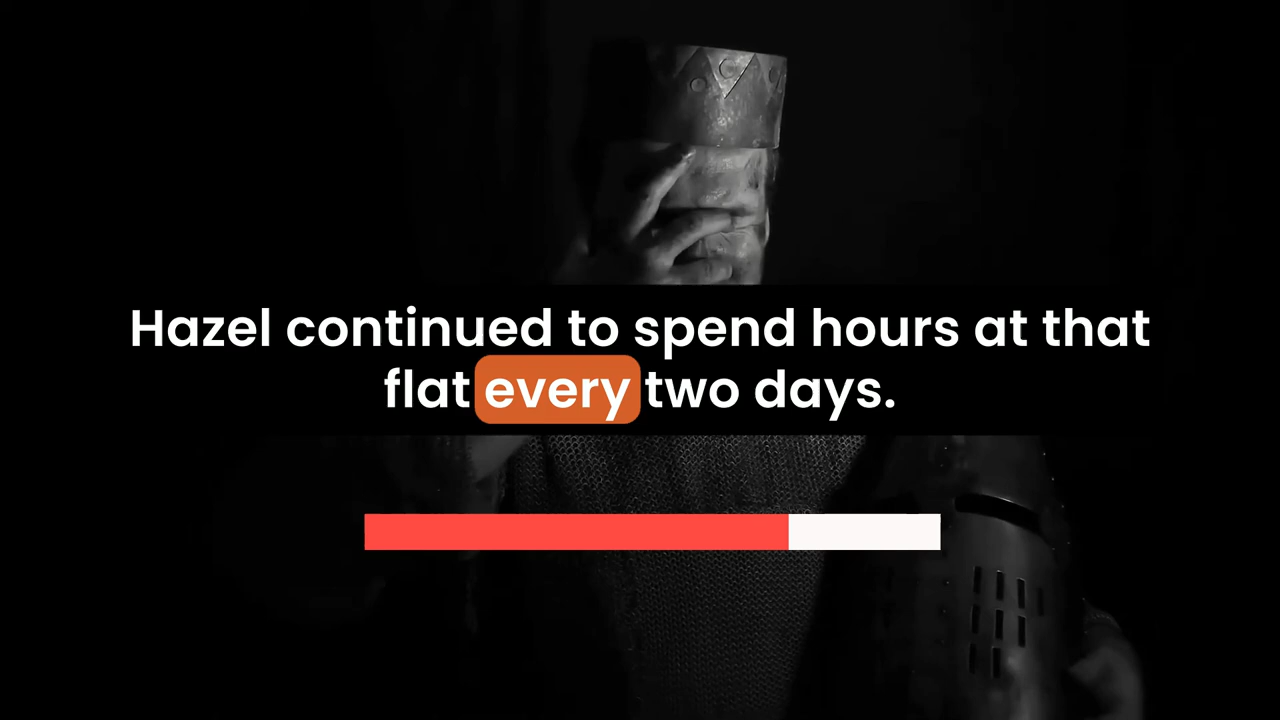 Hazel continued to spend hours at that
flat every two days.